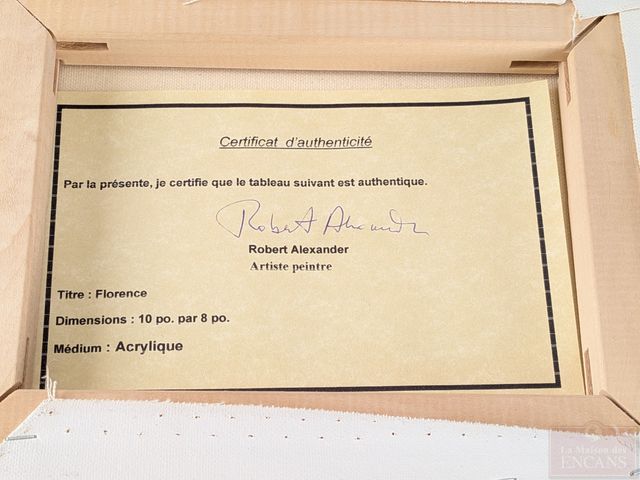 Certificat d'authenticité
Par la présente, je certifie que le tableau suivant est authentique.
Robert Alexander
Robert Alexander
Artiste peintre
Titre : Florence
Dimensions : 10 po. par 8 po.
Médium : Acrylique
La Maison des
ENCANS